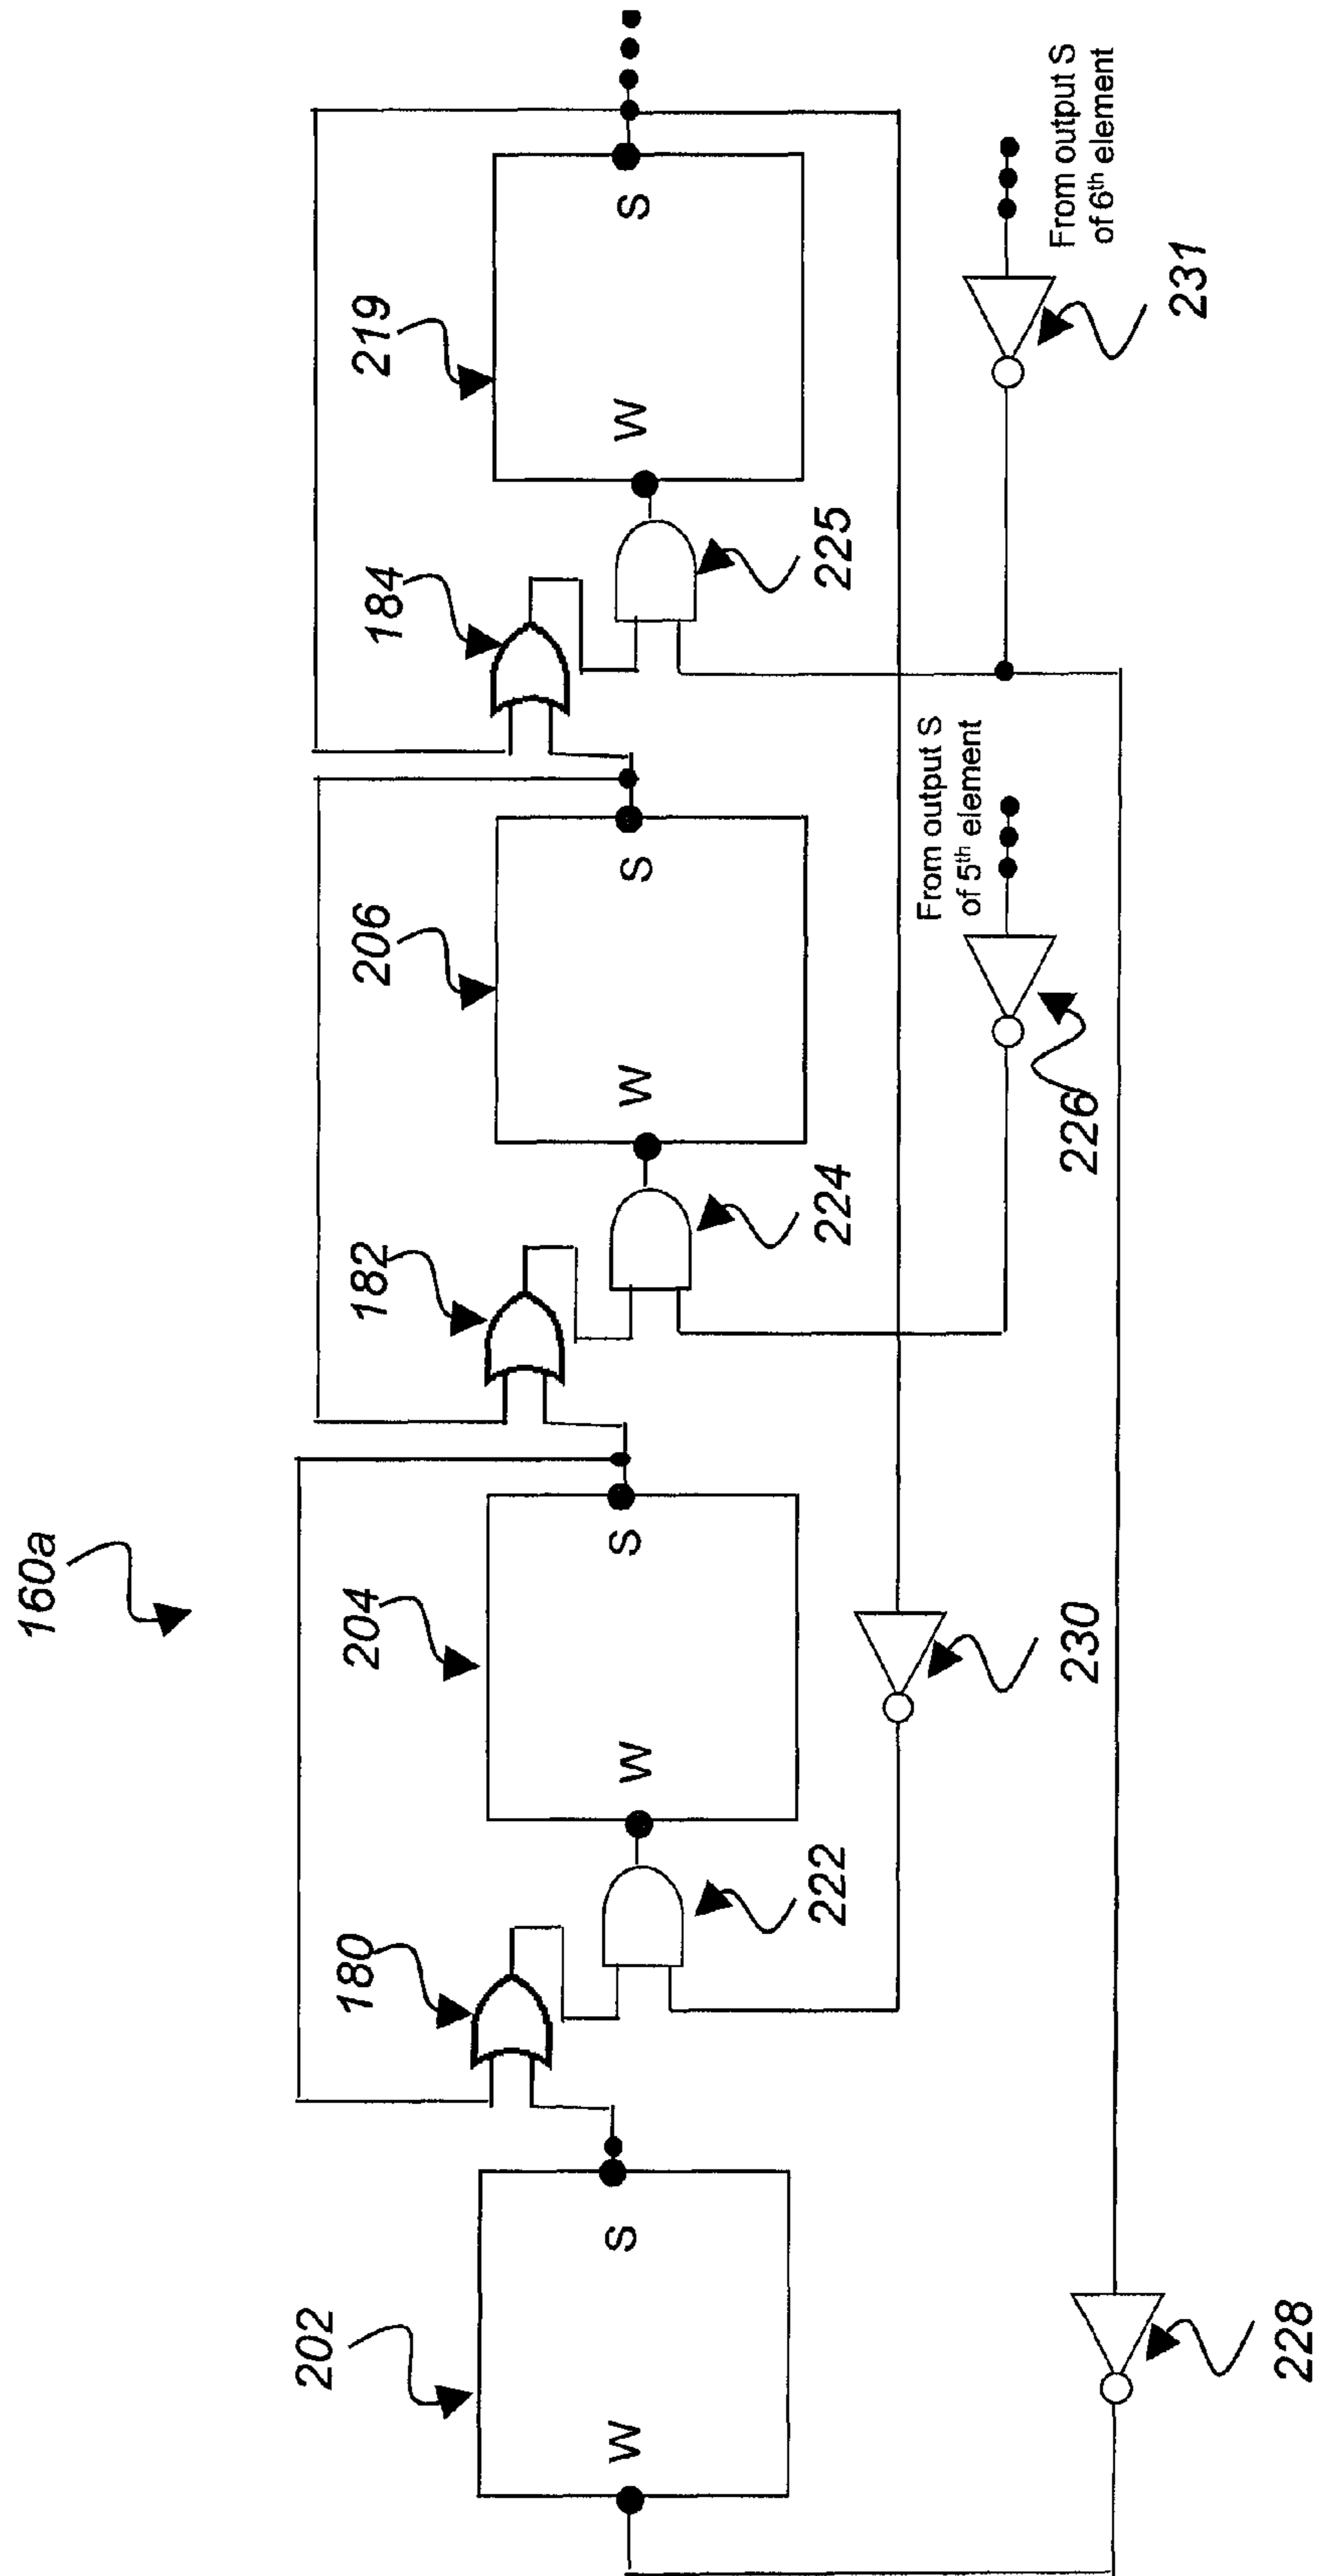 160a
202
180
204
182
206
184
219
W
S
W
S
W
S
W
S
222
224
225
230
From output S
of 5th element
226
From output S
of 6th element
231
228